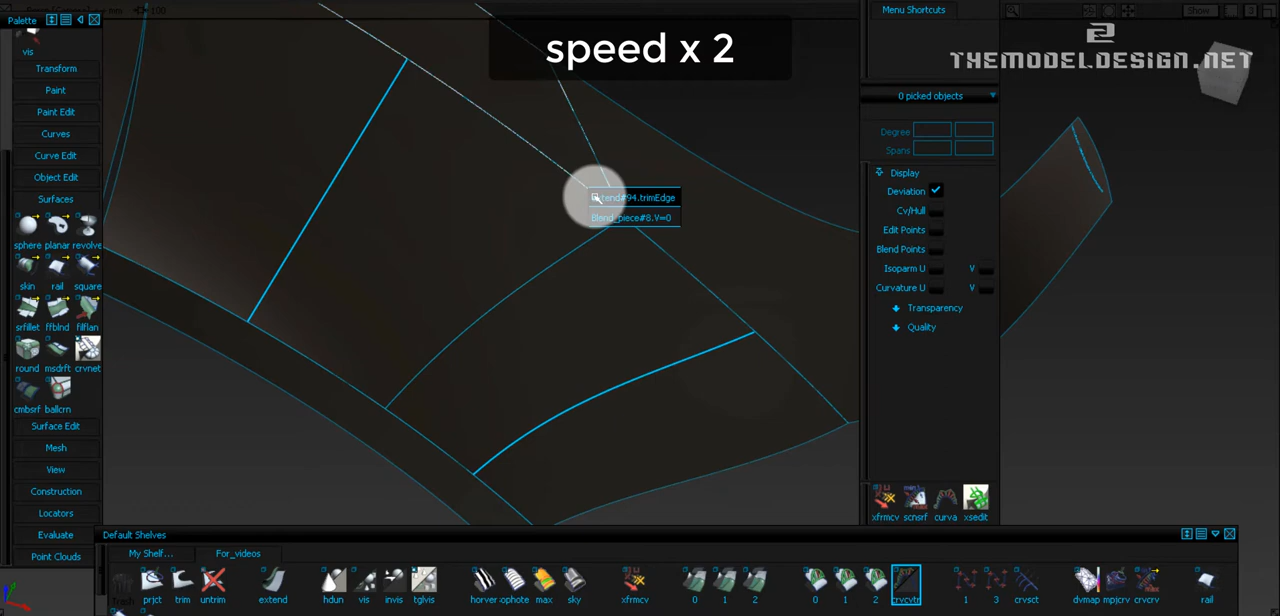 Palette
vis
Transform
Paint
Paint Edit
Curves
Curve Edit
Object Edit
Surfaces
sphere planar revolve
skin rail square
srfillet ffblnd filflan
round msdrft crvnet
cmbsrf ballcrn
Surface Edit
Mesh
View
Construction
Locators
Evaluate
Point Clouds
speed x 2
Extend#94.trimEdge
Blend_piece#8.V=0
Menu Shortcuts
0 picked objects
Degree
Spans
Display
Deviation
Cv/Hull
Edit Points
Blend Points
Isoparm U V
Curvature U V
Transparency
Quality
xfrmcv scnsrf curva xsedit
Show
THEMODELDESIGN.NET
Default Shelves
My Shelf... For_videos
Trash prjct trim untrim extend hdun vis invis tglvis horver ophote max sky xfrmcv 0 1 2 0 1 2 crvcvtr 1 3 crvsct dvmap mpjcrv crvcrv rail